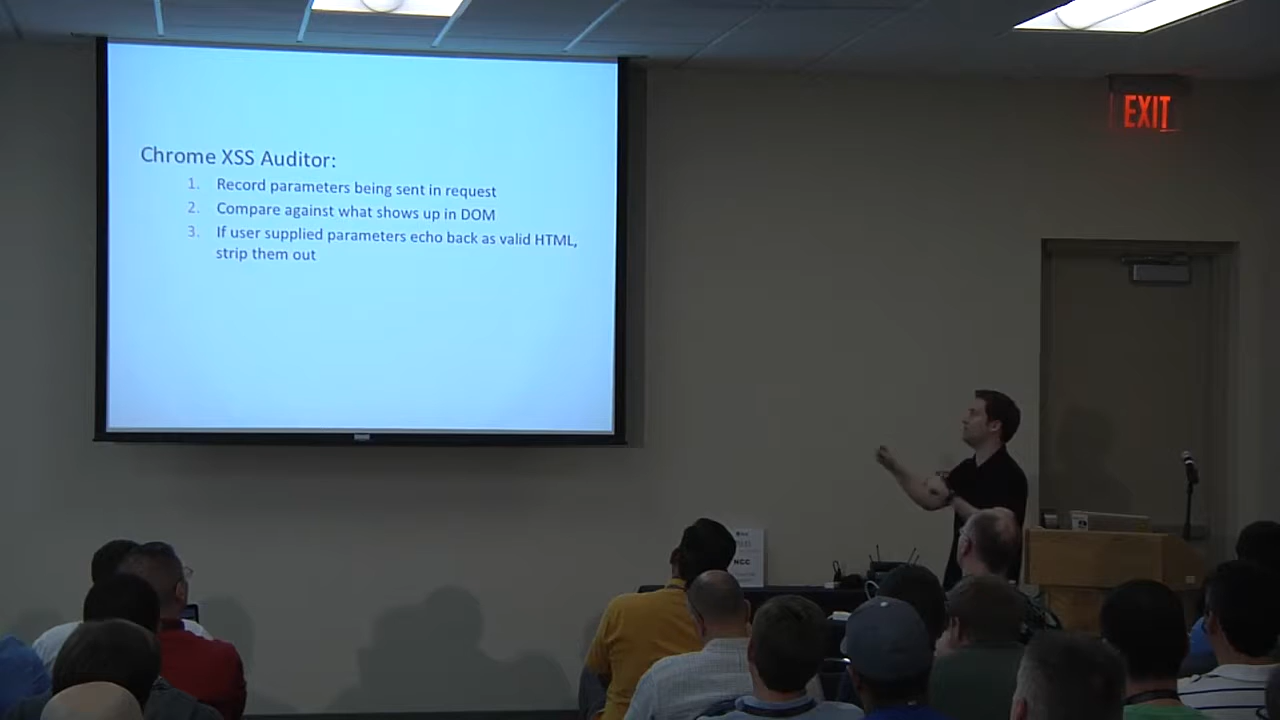 Chrome XSS Auditor:
1. Record parameters being sent in request
2. Compare against what shows up in DOM
3. If user supplied parameters echo back as valid HTML,
strip them out
EXIT
NCC